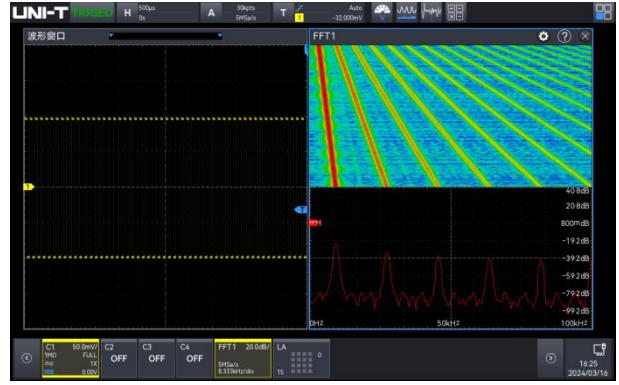 UNI-T TRIGED H 500μs 0s A 30kpts 5MSa/s T 1 Auto -32.000mV
波形窗口
FFT1
1
T
40.8dB
20.8dB
800mdB
-19.2dB
-39.2dB
-59.2dB
-79.2dB
-99.2dB
0Hz 50kHz 100kHz
C1 50.0mV/
1MΩ FULL
1X
0.00V
C2
OFF
C3
OFF
C4
OFF
FFT1 20.0dB/
5MSa/s
8.333kHz/div
LA
0
15
16:25
2024/03/16